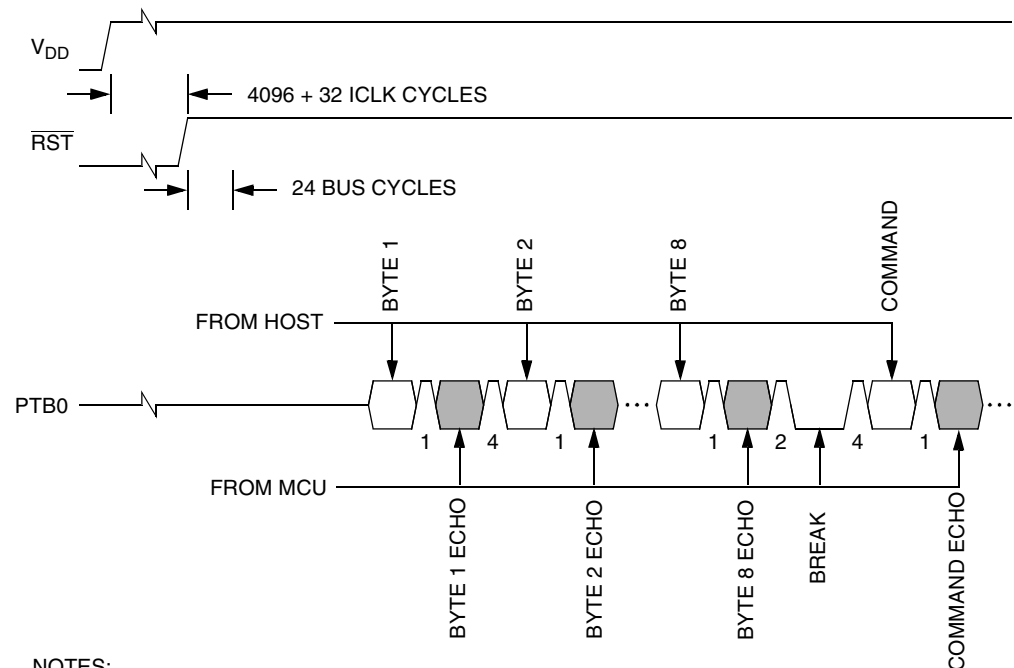 VDD
4096 + 32 ICLK CYCLES
RST
24 BUS CYCLES
BYTE 1
BYTE 2
BYTE 8
COMMAND
FROM HOST
PTB0
1
4
1
1
2
4
1
FROM MCU
BYTE 1 ECHO
BYTE 2 ECHO
BYTE 8 ECHO
BREAK
COMMAND ECHO
NOTES: